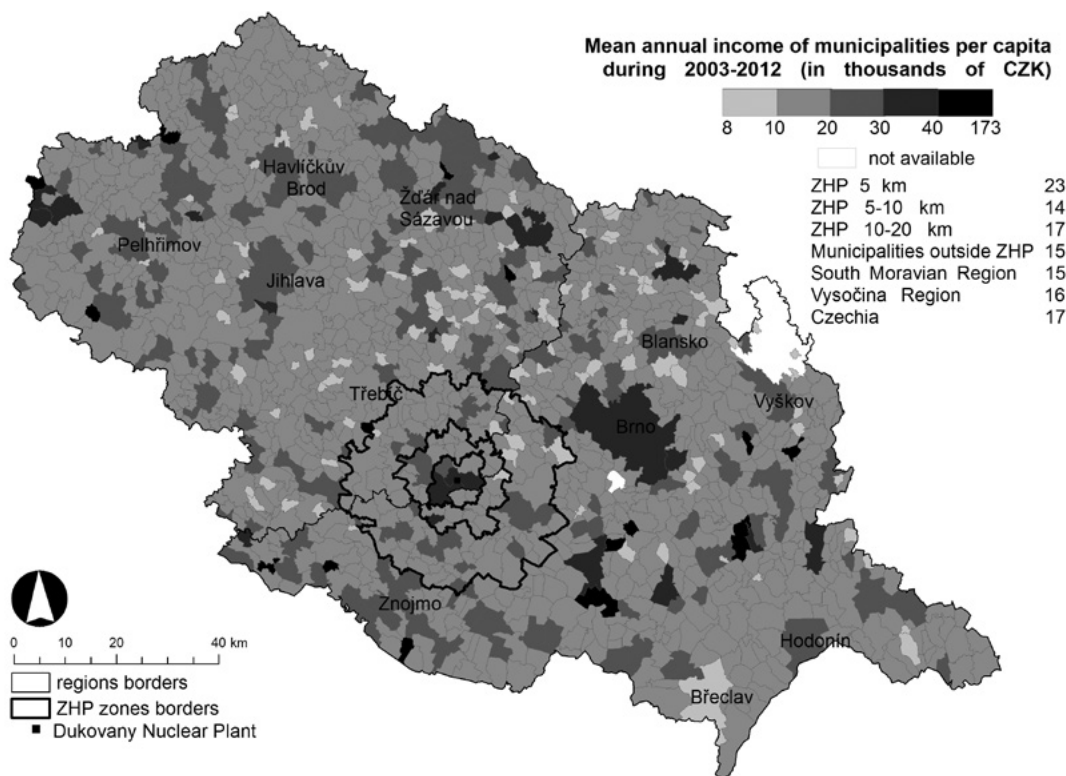 Mean annual income of municipalities per capita
during 2003-2012 (in thousands of CZK)
8 10 20 30 40 173
not available
ZHP 5 km 23
ZHP 5-10 km 14
ZHP 10-20 km 17
Municipalities outside ZHP 15
South Moravian Region 15
Vysočina Region 16
Czechia 17
Havlíčkův
Brod
Žďár nad
Sázavou
Pelhřimov
Jihlava
Blansko
Třebíč
Vyškov
Brno
Znojmo
Hodonín
Břeclav
0 10 20 40 km
regions borders
ZHP zones borders
Dukovany Nuclear Plant